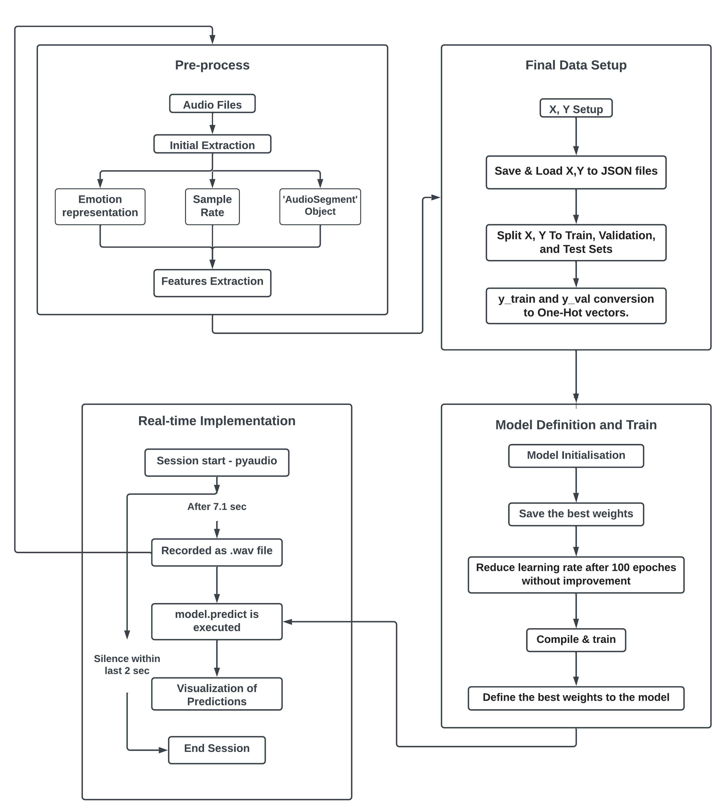 Pre-process
Audio Files
Initial Extraction
Emotion
representation
Sample
Rate
'AudioSegment'
Object
Features Extraction
Final Data Setup
X, Y Setup
Save & Load X,Y to JSON files
Split X, Y To Train, Validation,
and Test Sets
y_train and y_val conversion
to One-Hot vectors.
Model Definition and Train
Model Initialisation
Save the best weights
Reduce learning rate after 100 epoches
without improvement
Compile & train
Define the best weights to the model
Real-time Implementation
Session start - pyaudio
After 7.1 sec
Recorded as .wav file
model.predict is
executed
Silence within
last 2 sec
Visualization of
Predictions
End Session